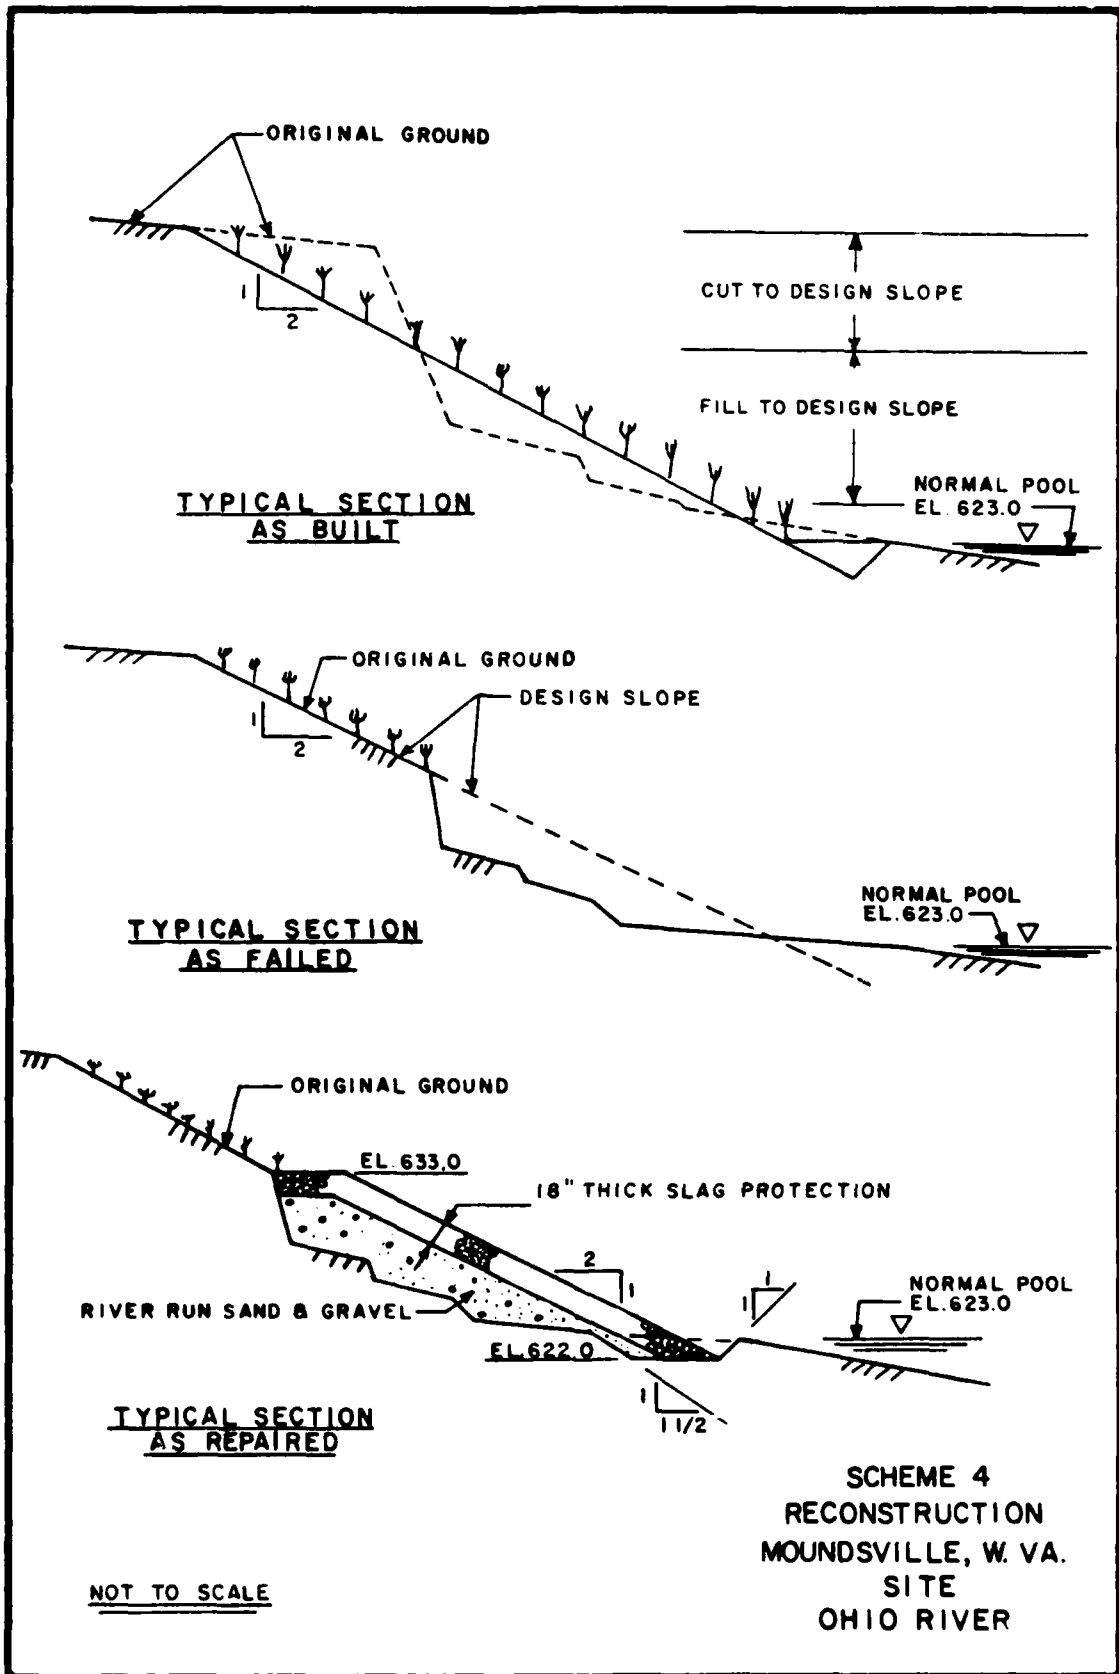 ORIGINAL GROUND
1
2
CUT TO DESIGN SLOPE
FILL TO DESIGN SLOPE
NORMAL POOL
EL. 623.0
TYPICAL SECTION
AS BUILT
ORIGINAL GROUND
DESIGN SLOPE
1
2
NORMAL POOL
EL. 623.0
TYPICAL SECTION
AS FAILED
ORIGINAL GROUND
EL. 633.0
18" THICK SLAG PROTECTION
2
1
1
1
NORMAL POOL
EL. 623.0
RIVER RUN SAND & GRAVEL
EL. 622.0
1
1 1/2
TYPICAL SECTION
AS REPAIRED
SCHEME 4
RECONSTRUCTION
MOUNDSVILLE, W. VA.
SITE
OHIO RIVER
NOT TO SCALE